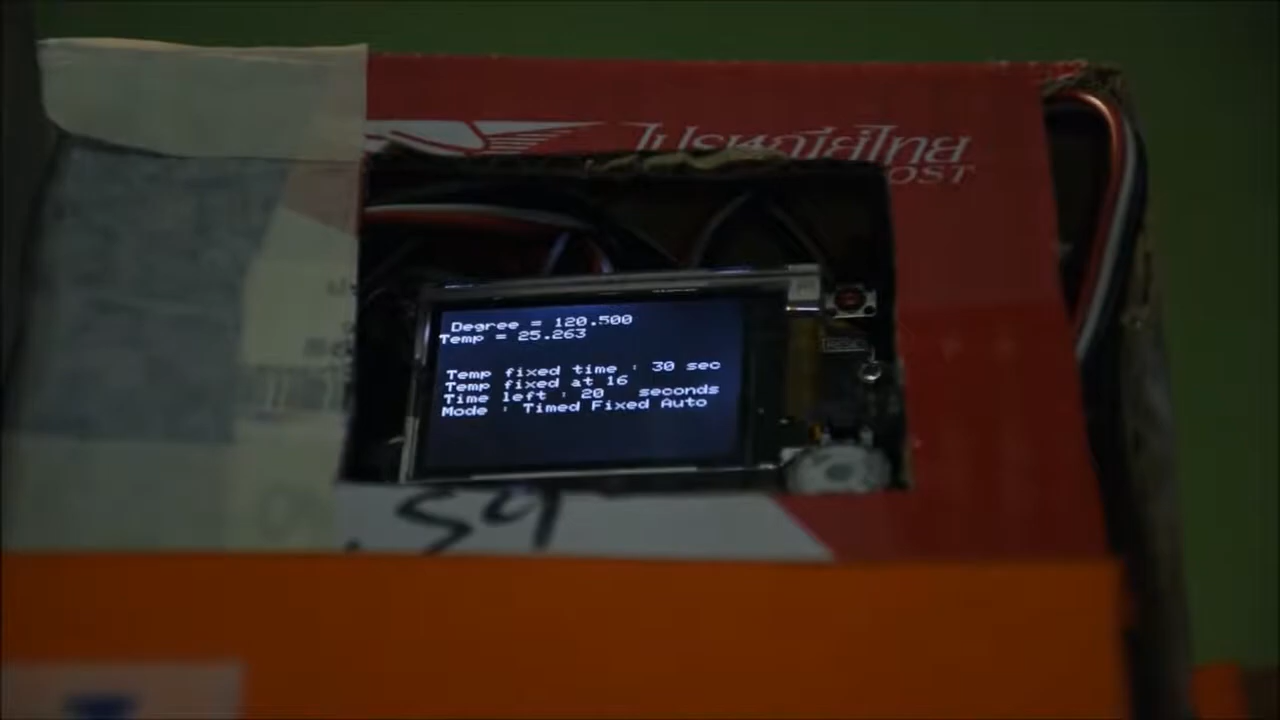 ไปรษณีย์ไทย
OST
Degree = 120.500
Temp = 25.263
Temp fixed time : 30 sec
Temp fixed at 16
Time left : 20 seconds
Mode : Timed Fixed Auto